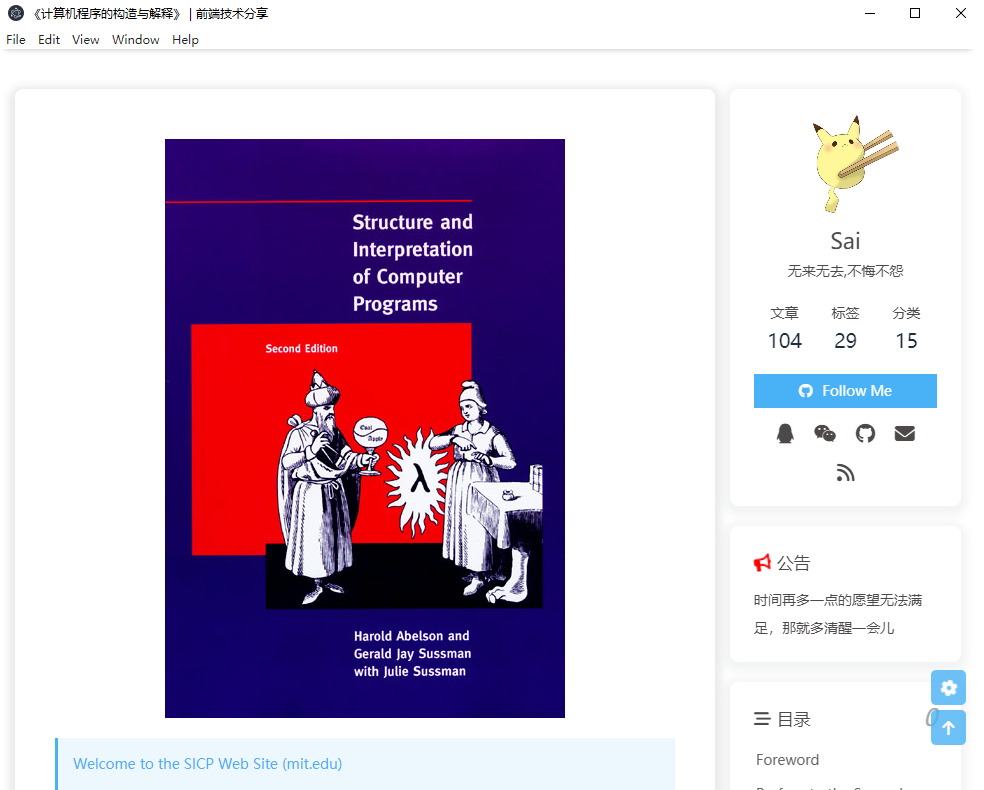 《计算机程序的构造与解释》 | 前端技术分享
File Edit View Window Help
Structure and
Interpretation
of Computer
Programs
Second Edition
Eval
Apply
λ
Harold Abelson and
Gerald Jay Sussman
with Julie Sussman
Welcome to the SICP Web Site (mit.edu)
Sai
无来无去,不悔不怨
文章 标签 分类
104 29 15
Follow Me
公告
时间再多一点的愿望无法满
足，那就多清醒一会儿
目录
0
Foreword